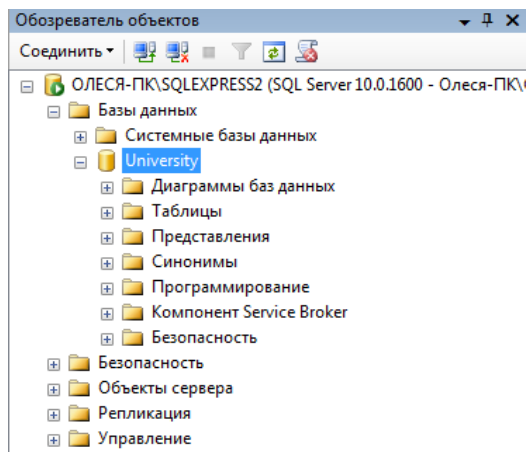 Обозреватель объектов
Соединить
ОЛЕСЯ-ПК\SQLEXPRESS2 (SQL Server 10.0.1600 - Олеся-ПК\
Базы данных
Системные базы данных
University
Диаграммы баз данных
Таблицы
Представления
Синонимы
Программирование
Компонент Service Broker
Безопасность
Безопасность
Объекты сервера
Репликация
Управление